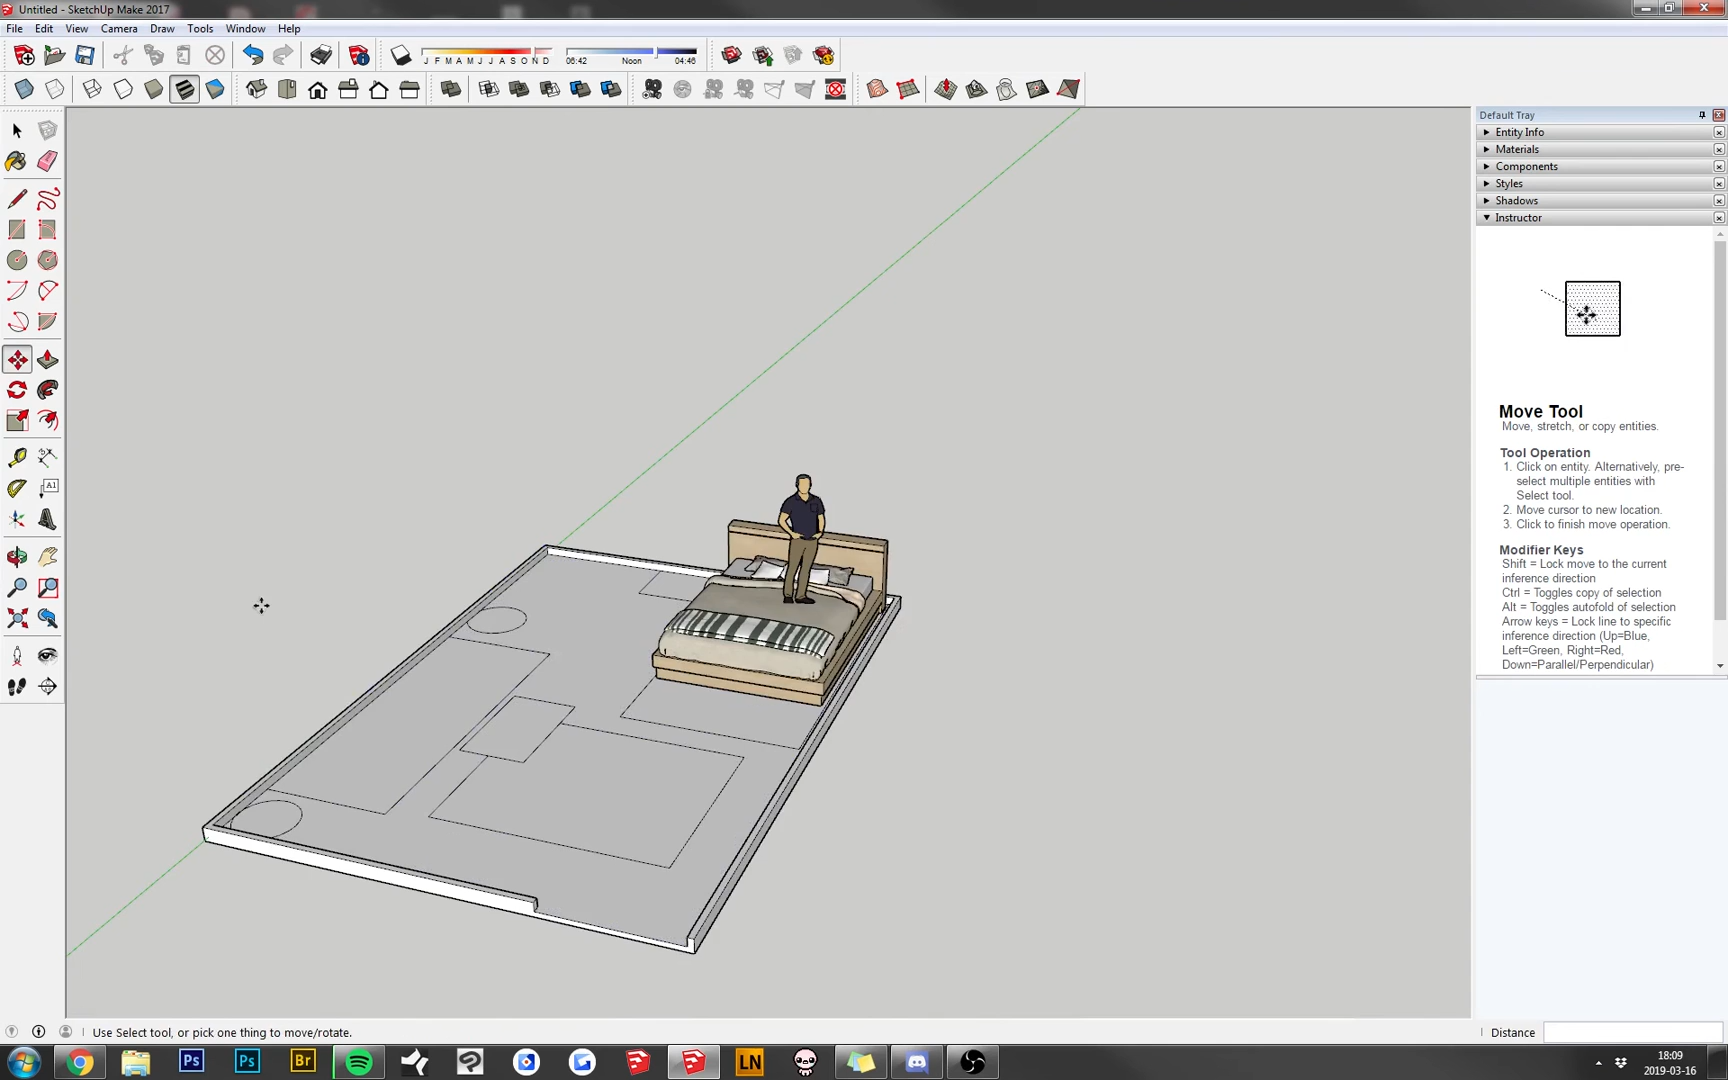 Untitled - SketchUp Make 2017
File Edit View Camera Draw Tools Window Help
J F M A M J J A S O N D 06:42 Noon 04:46
Default Tray
Entity Info
Materials
Components
Styles
Shadows
Instructor
A1
Move Tool
Move, stretch, or copy entities.
Tool Operation
1. Click on entity. Alternatively, pre-
select multiple entities with
Select tool.
2. Move cursor to new location.
3. Click to finish move operation.
Modifier Keys
Shift = Lock move to the current
inference direction
Ctrl = Toggles copy of selection
Alt = Toggles autofold of selection
Arrow keys = Lock line to specific
inference direction (Up=Blue,
Left=Green, Right=Red,
Down=Parallel/Perpendicular)
Use Select tool, or pick one thing to move/rotate.
Distance
Ps Ps Br LN
18:09
2019-03-16